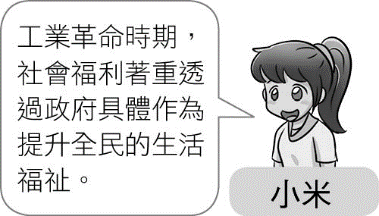 工業革命時期，
社會福利著重透
過政府具體作為
提升全民的生活
福祉。
小米